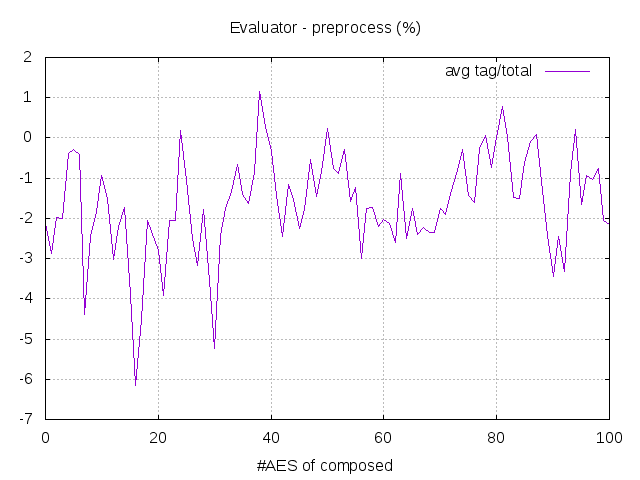 Evaluator - preprocess (%)
avg tag/total
2
1
0
-1
-2
-3
-4
-5
-6
-7
0 20 40 60 80 100
#AES of composed